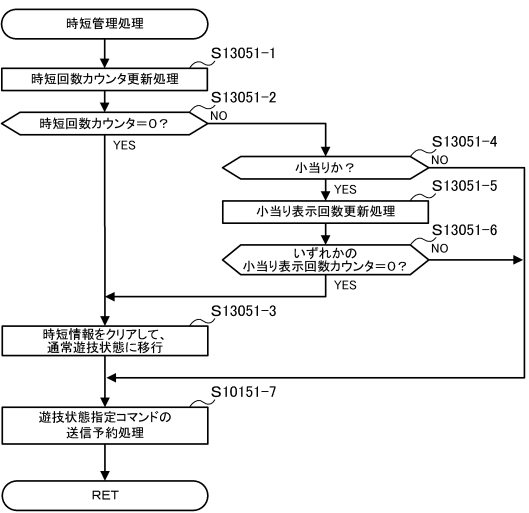 時短管理処理
S13051-1
時短回数カウンタ更新処理
S13051-2
時短回数カウンタ=0?
NO
YES
S13051-4
小当りか?
NO
YES
S13051-5
小当り表示回数更新処理
S13051-6
いずれかの
小当り表示回数カウンタ=0?
NO
YES
S13051-3
時短情報をクリアして、
通常遊技状態に移行
S10151-7
遊技状態指定コマンドの
送信予約処理
RET